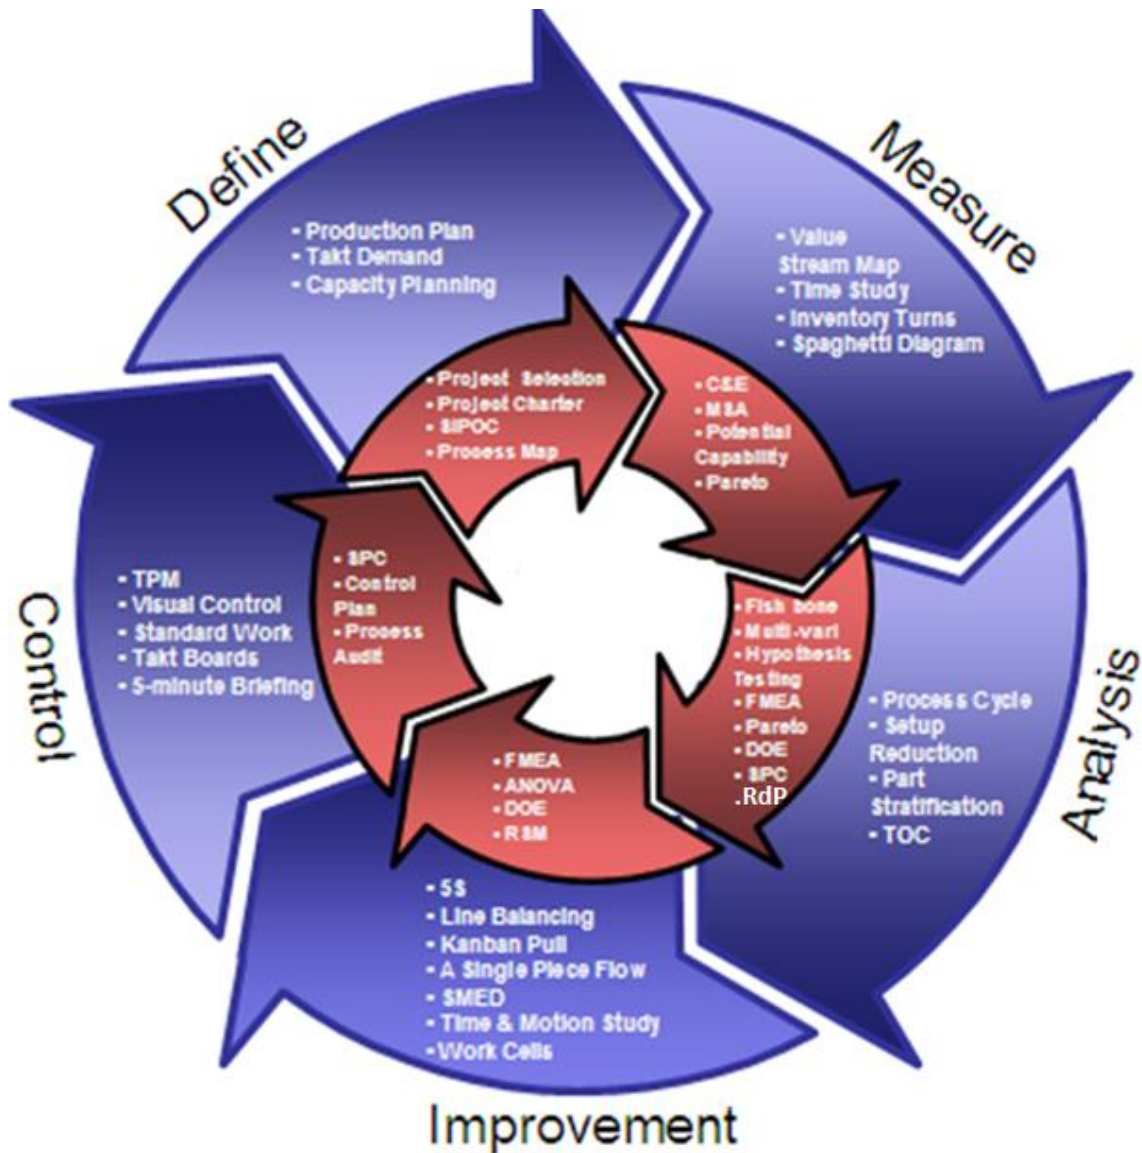 Define
- Production Plan
- Takt Demand
- Capacity Planning
Measure
- Value
Stream Map
- Time Study
- Inventory Turns
- Spaghetti Diagram
Analysis
- Process Cycle
- Setup
Reduction
- Part
Stratification
- TOC
Improvement
- 5S
- Line Balancing
- Kanban Pull
- A Single Piece Flow
- SMED
- Time & Motion Study
- Work Cells
Control
- TPM
- Visual Control
- Standard Work
- Takt Boards
- 5-minute Briefing
• Project Selection
• Project Charter
• SIPOC
• Process Map
• C&E
• MSA
• Potential
Capability
• Pareto
• Fish bone
• Multi-vari
• Hypothesis
Testing
• FMEA
• Pareto
• DOE
• SPC
.RdP
• FMEA
• ANOVA
• DOE
• RSM
• SPC
• Control
Plan
• Process
Audit